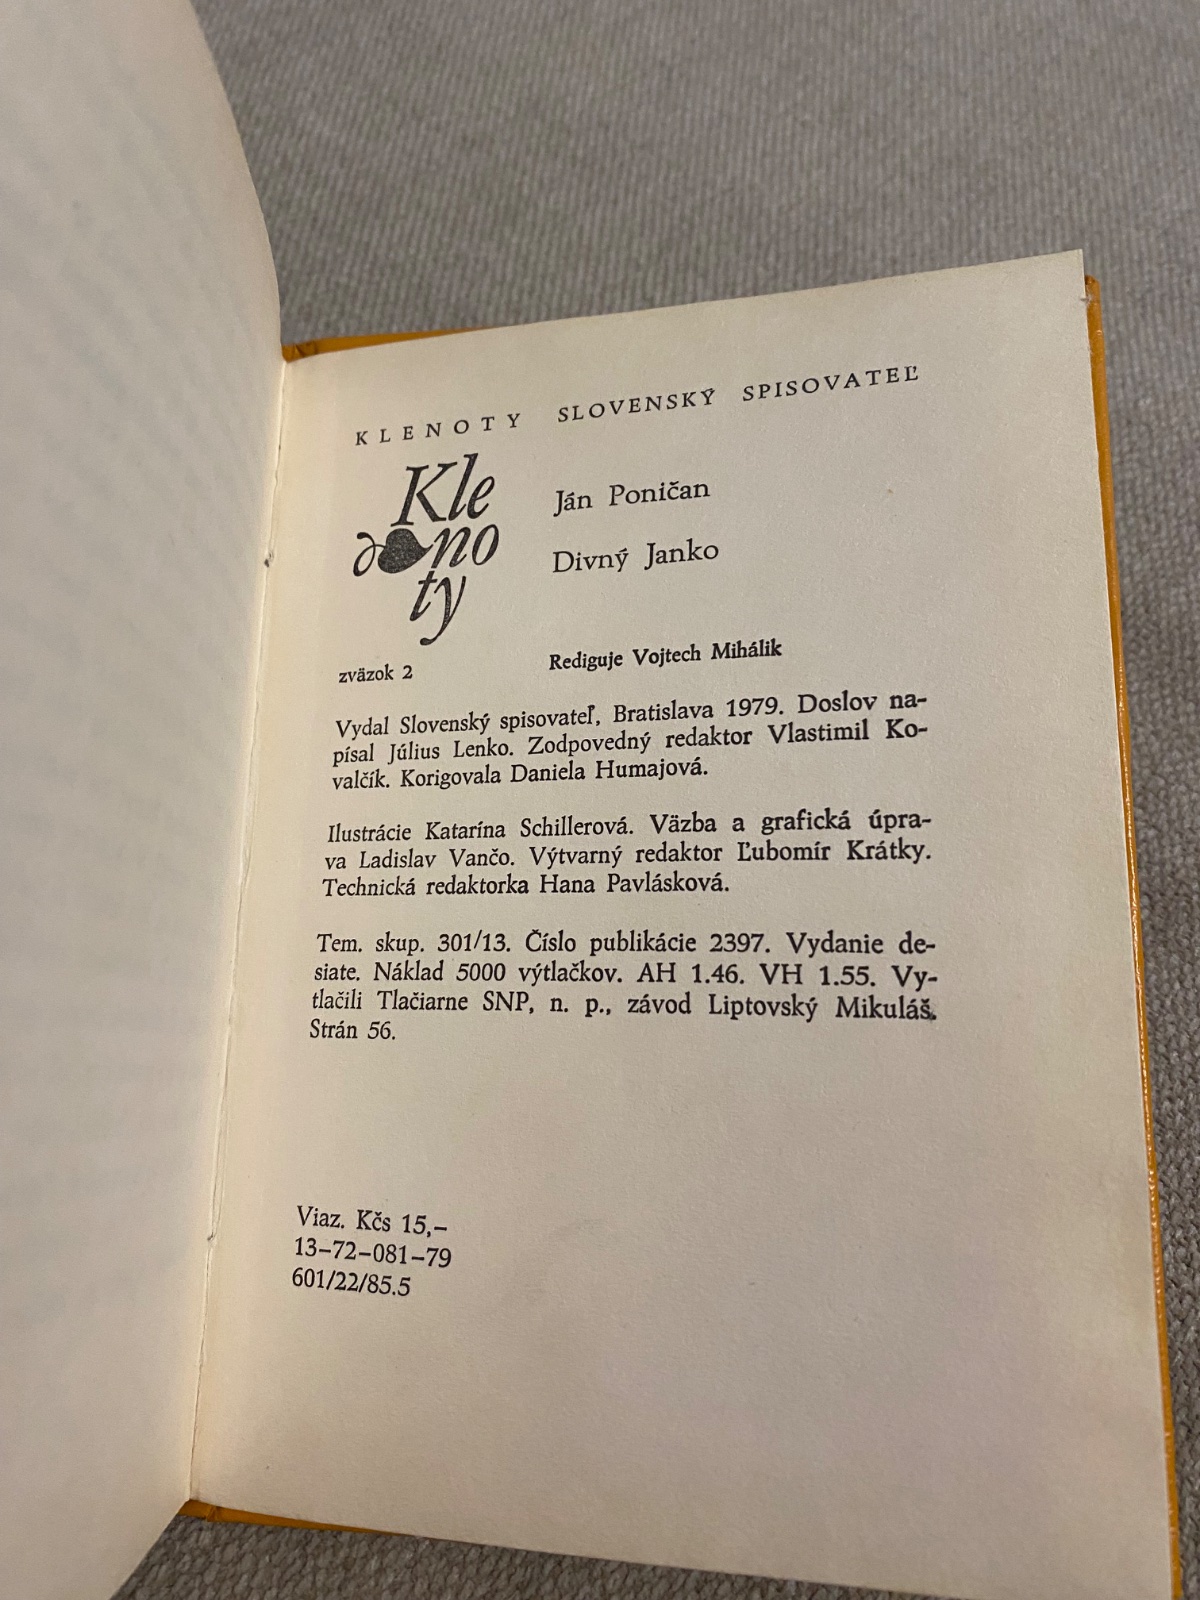 KLENOTY SLOVENSKÝ SPISOVATEĽ
Kle
no
ty
Ján Poničan
Divný Janko
zväzok 2
Rediguje Vojtech Mihálik
Vydal Slovenský spisovateľ, Bratislava 1979. Doslov na-
písal Július Lenko. Zodpovedný redaktor Vlastimil Ko-
valčík. Korigovala Daniela Humajová.
Ilustrácie Katarína Schillerová. Väzba a grafická úpra-
va Ladislav Vančo. Výtvarný redaktor Ľubomír Krátky.
Technická redaktorka Hana Pavlásková.
Tem. skup. 301/13. Číslo publikácie 2397. Vydanie de-
siate. Náklad 5000 výtlačkov. AH 1.46. VH 1.55. Vy-
tlačili Tlačiarne SNP, n. p., závod Liptovský Mikuláš.
Strán 56.
Viaz. Kčs 15,–
13–72–081–79
601/22/85.5